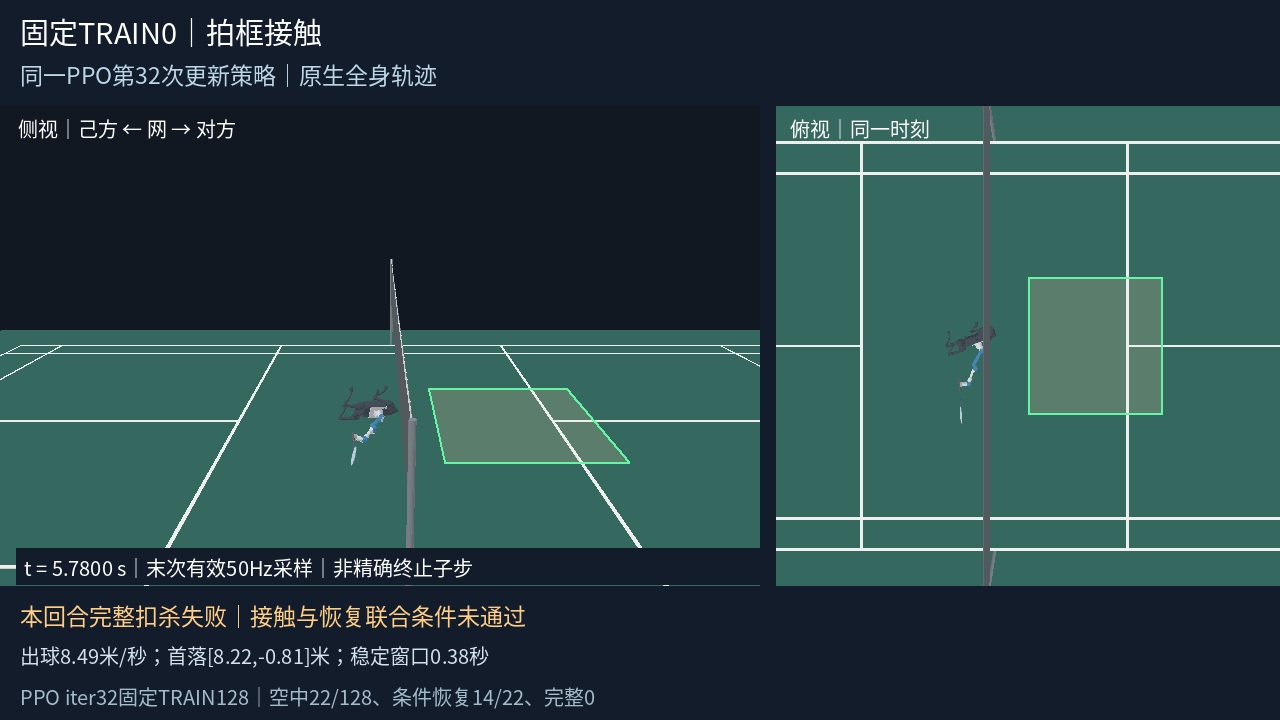 固定TRAIN0｜拍框接触
同一PPO第32次更新策略｜原生全身轨迹
侧视｜己方 ← 网 → 对方
俯视｜同一时刻
t = 5.7800 s｜末次有效50Hz采样｜非精确终止子步
本回合完整扣杀失败｜接触与恢复联合条件未通过
出球8.49米/秒；首落[8.22,-0.81]米；稳定窗口0.38秒
PPO iter32固定TRAIN128｜空中22/128、条件恢复14/22、完整0